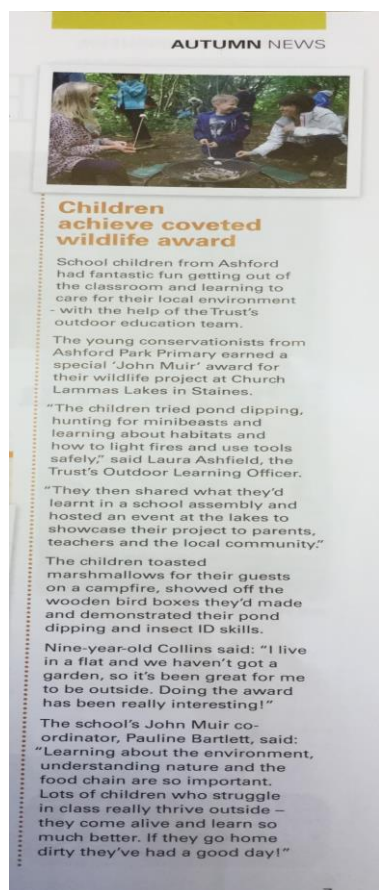 AUTUMN NEWS
Children
achieve coveted
wildlife award
School children from Ashford
had fantastic fun getting out of
the classroom and learning to
care for their local environment
- with the help of the Trust's
outdoor education team.
The young conservationists from
Ashford Park Primary earned a
special 'John Muir' award for
their wildlife project at Church
Lammas Lakes in Staines.
"The children tried pond dipping,
hunting for minibeasts and
learning about habitats and
how to light fires and use tools
safely," said Laura Ashfield, the
Trust's Outdoor Learning Officer.
"They then shared what they'd
learnt in a school assembly and
hosted an event at the lakes to
showcase their project to parents,
teachers and the local community."
The children toasted
marshmallows for their guests
on a campfire, showed off the
wooden bird boxes they'd made
and demonstrated their pond
dipping and insect ID skills.
Nine-year-old Collins said: "I live
in a flat and we haven't got a
garden, so it's been great for me
to be outside. Doing the award
has been really interesting!"
The school's John Muir co-
ordinator, Pauline Bartlett, said:
"Learning about the environment,
understanding nature and the
food chain are so important.
Lots of children who struggle
in class really thrive outside –
they come alive and learn so
much better. If they go home
dirty they've had a good day!"